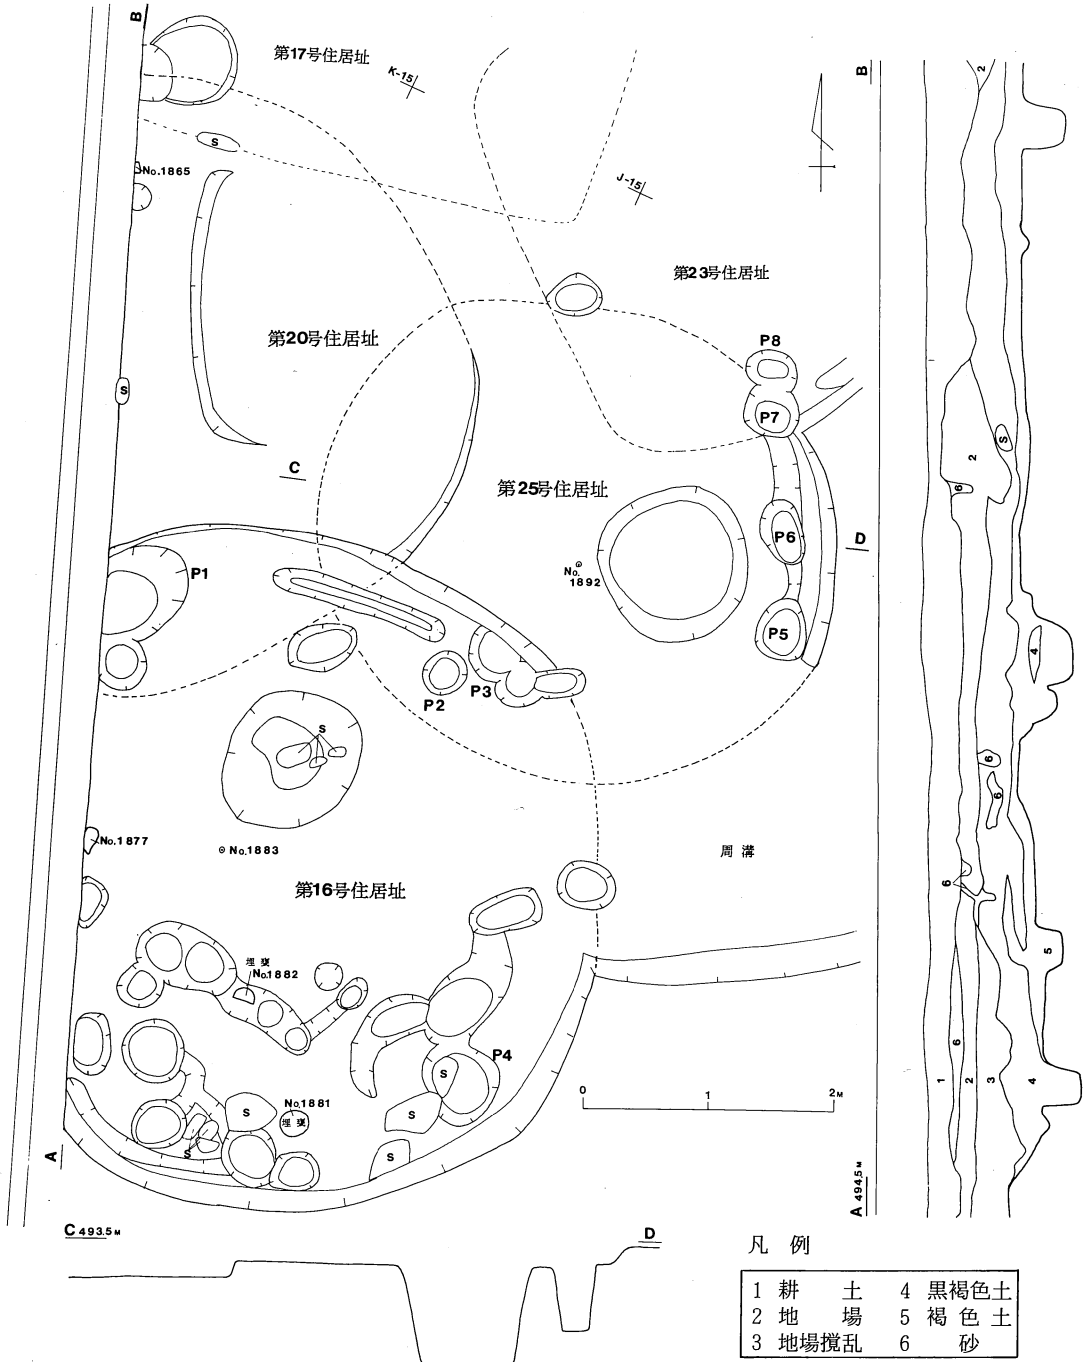 B
第17号住居址
K-15
S
No.1865
J-15
第23号住居址
第20号住居址
S
P8
P7
C
第25号住居址
P6
D
No.
1892
P1
P5
P2
P3
S
No.1877
No.1883
周溝
第16号住居址
埋甕
No.1882
P4
S
No.1881
埋甕
S
S
S
S
A
0 1 2M
B
2
S
2
6
4
6
6
6
5
6
1 2 3 4
A 494.5M
C 493.5M
D
凡例
1 耕土 4 黒褐色土
2 地場 5 褐色土
3 地場攪乱 6 砂